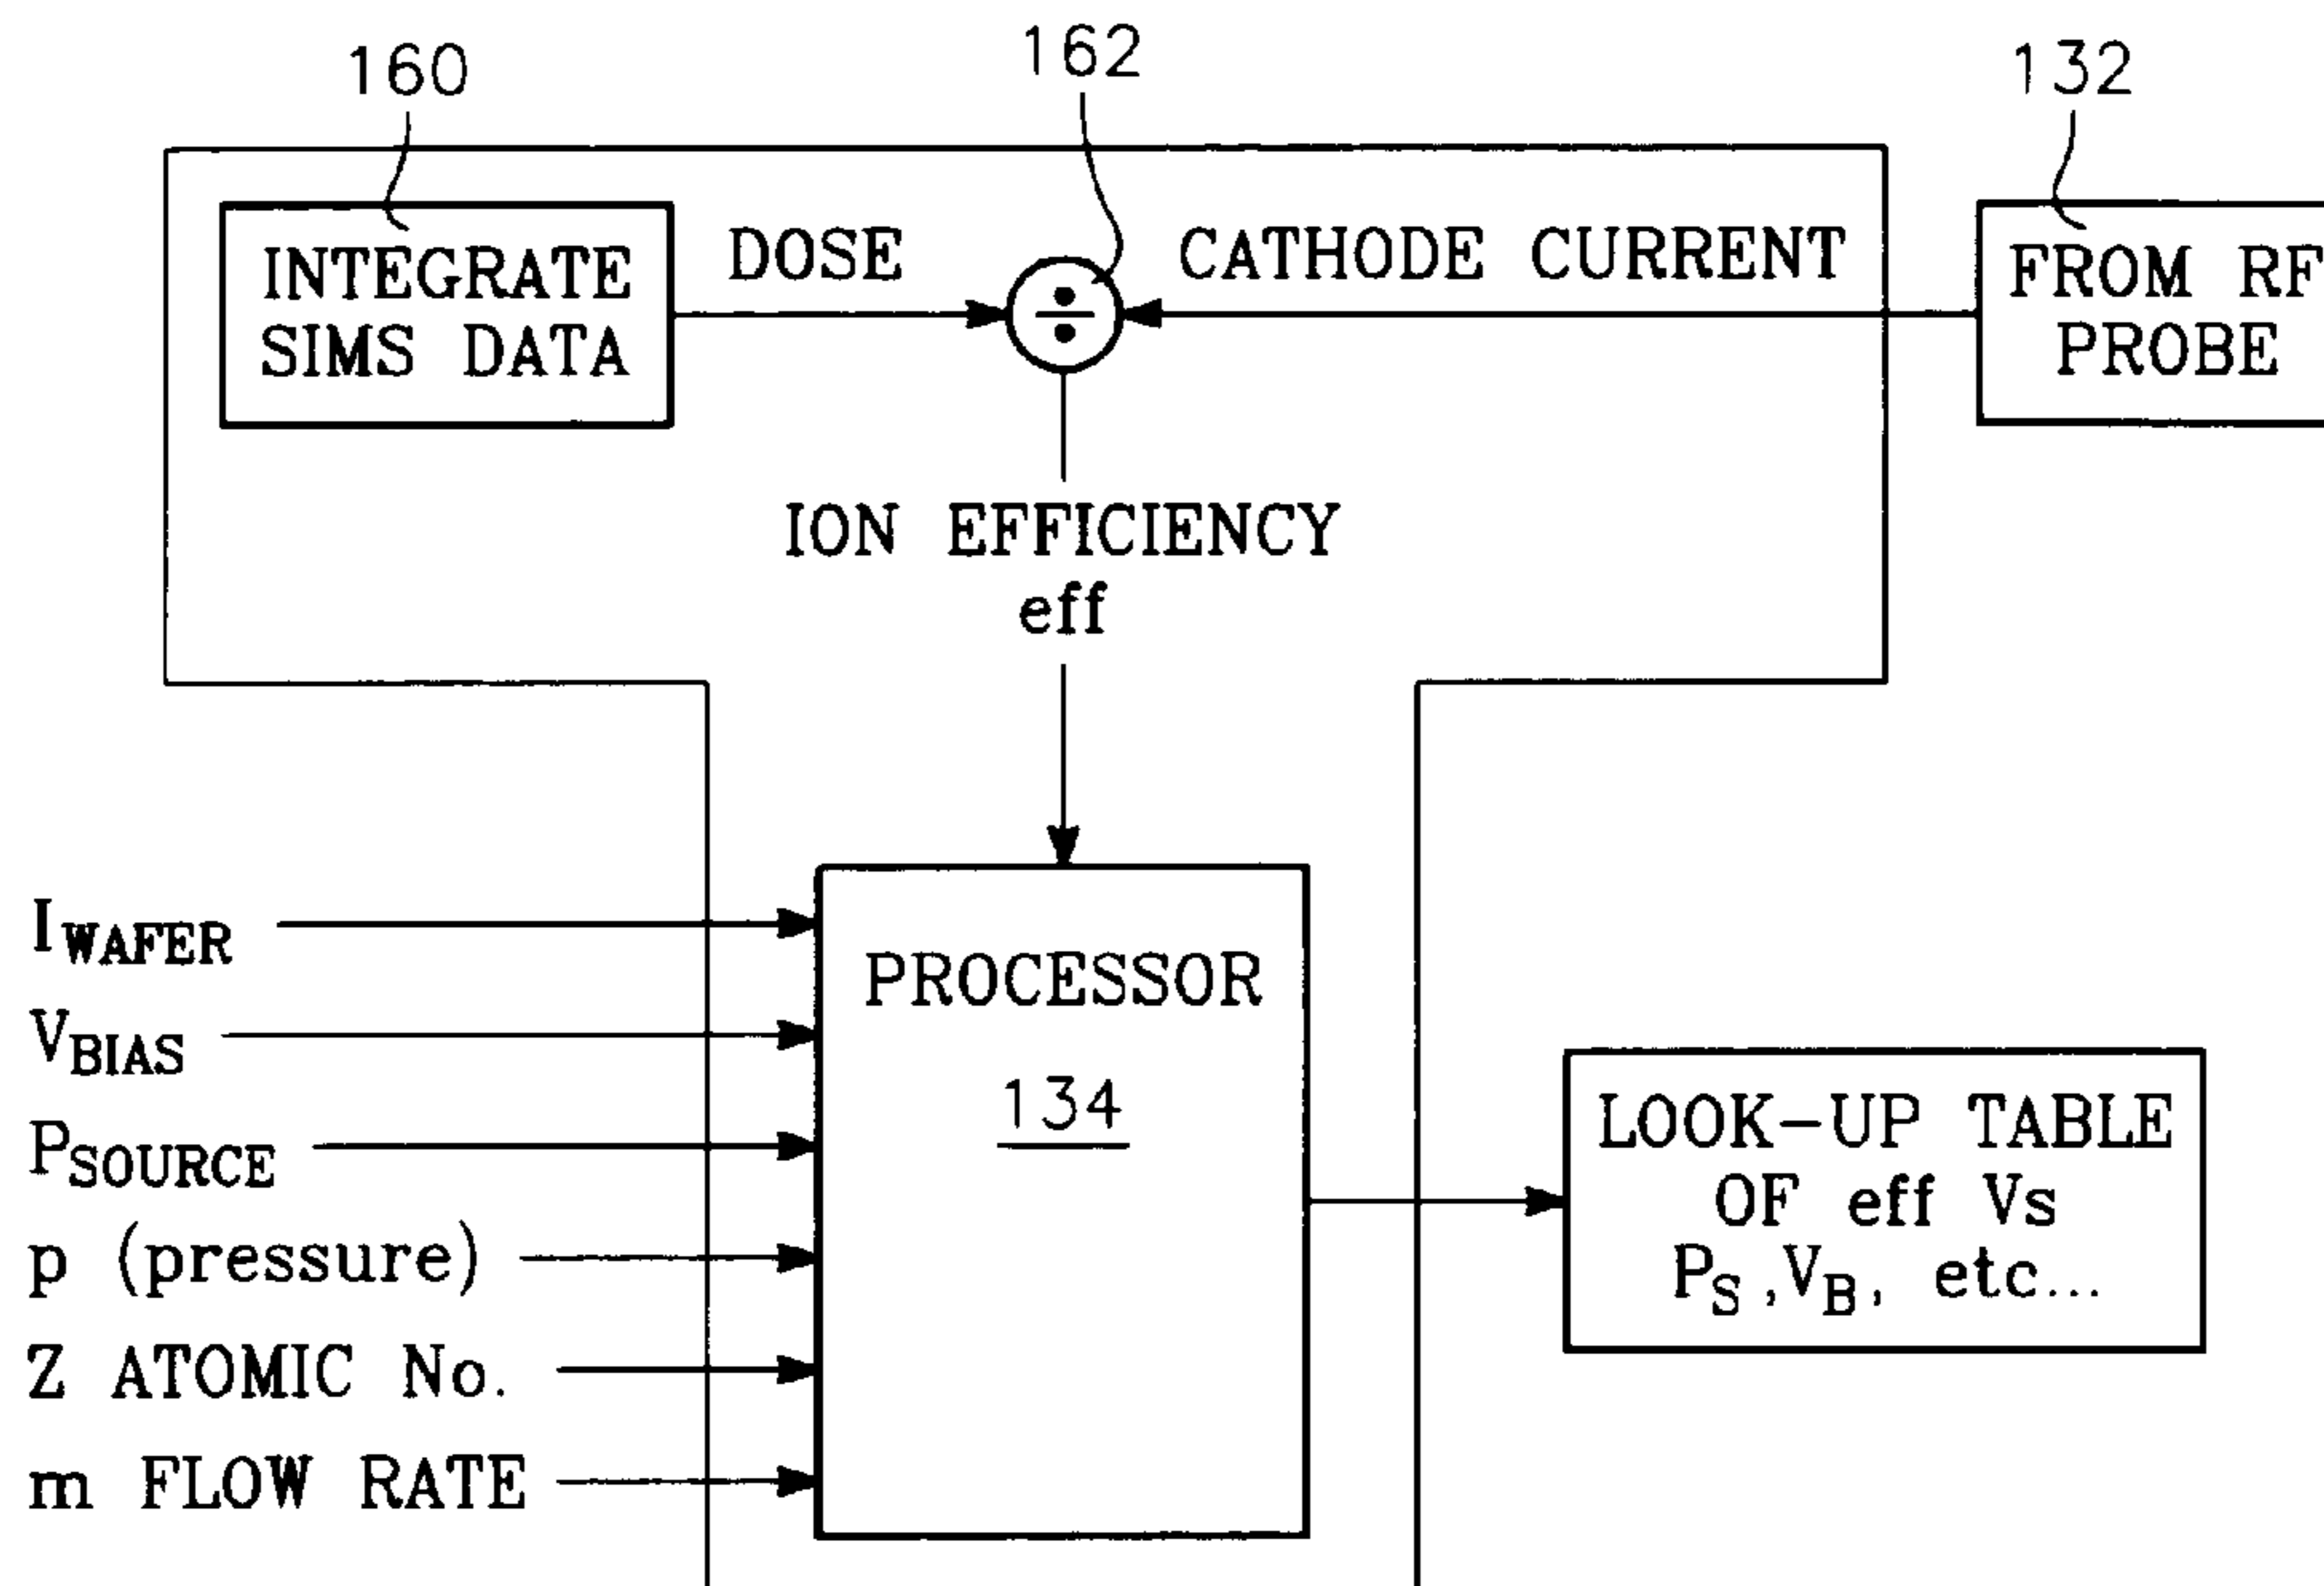 160
162
132
INTEGRATE
SIMS DATA
DOSE
÷
CATHODE CURRENT
FROM RF
PROBE
ION EFFICIENCY
eff
I WAFER
VBIAS
PSOURCE
p (pressure)
Z ATOMIC No.
m FLOW RATE
PROCESSOR
134
LOOK-UP TABLE
OF eff Vs
PS ,VB, etc...